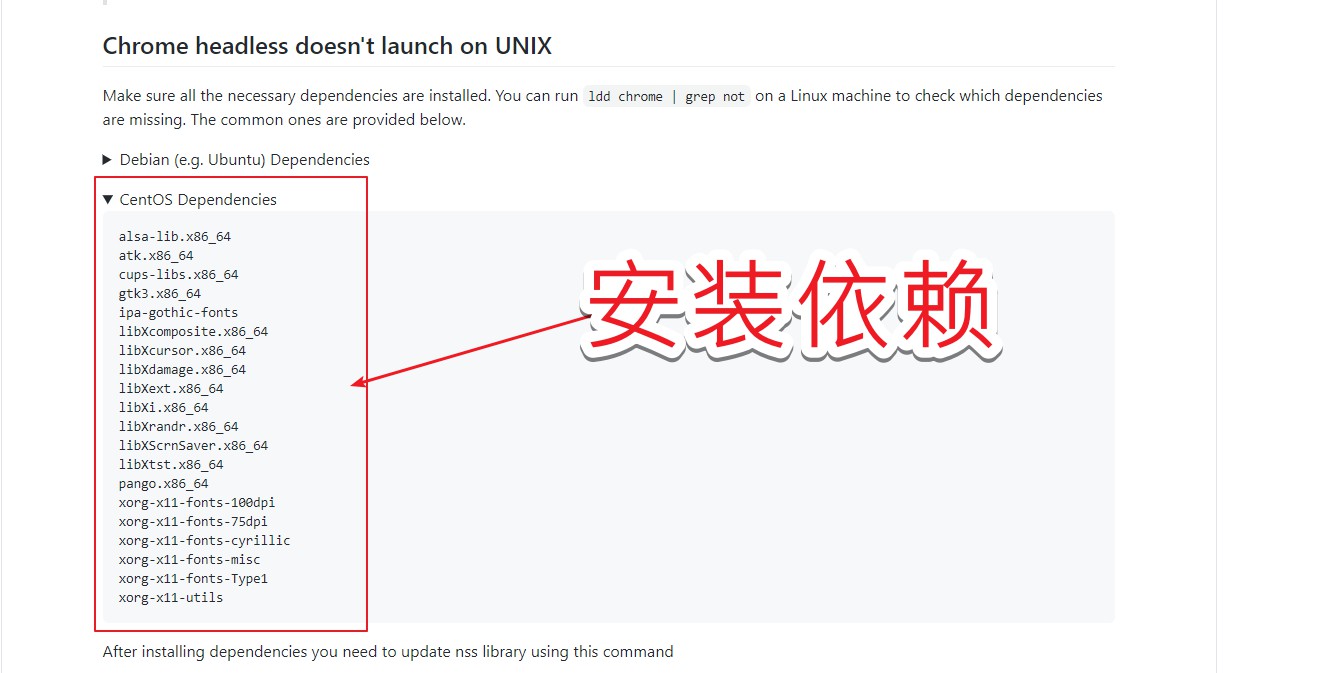 Chrome headless doesn't launch on UNIX
Make sure all the necessary dependencies are installed. You can run ldd chrome | grep not on a Linux machine to check which dependencies
are missing. The common ones are provided below.
Debian (e.g. Ubuntu) Dependencies
CentOS Dependencies
alsa-lib.x86_64
atk.x86_64
cups-libs.x86_64
gtk3.x86_64
ipa-gothic-fonts
libXcomposite.x86_64
libXcursor.x86_64
libXdamage.x86_64
libXext.x86_64
libXi.x86_64
libXrandr.x86_64
libXScrnSaver.x86_64
libXtst.x86_64
pango.x86_64
xorg-x11-fonts-100dpi
xorg-x11-fonts-75dpi
xorg-x11-fonts-cyrillic
xorg-x11-fonts-misc
xorg-x11-fonts-Type1
xorg-x11-utils
安装依赖
After installing dependencies you need to update nss library using this command